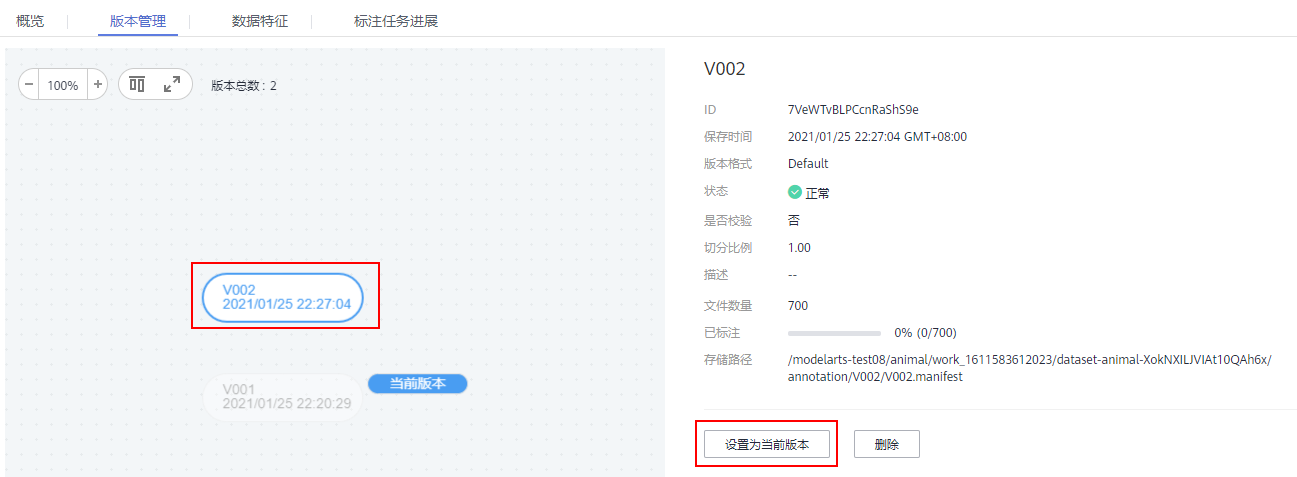 概览
版本管理
数据特征
标注任务进展
100%
版本总数：2
V002
2021/01/25 22:27:04
V001
2021/01/25 22:20:29
当前版本
V002
ID 7VeWTvBLPCcnRaShS9e
保存时间 2021/01/25 22:27:04 GMT+08:00
版本格式 Default
状态 正常
是否校验 否
切分比例 1.00
描述 --
文件数量 700
已标注 0% (0/700)
存储路径 /modelarts-test08/animal/work_1611583612023/dataset-animal-XokNXILJVIAt10QAh6x/
annotation/V002/V002.manifest
设置为当前版本 删除